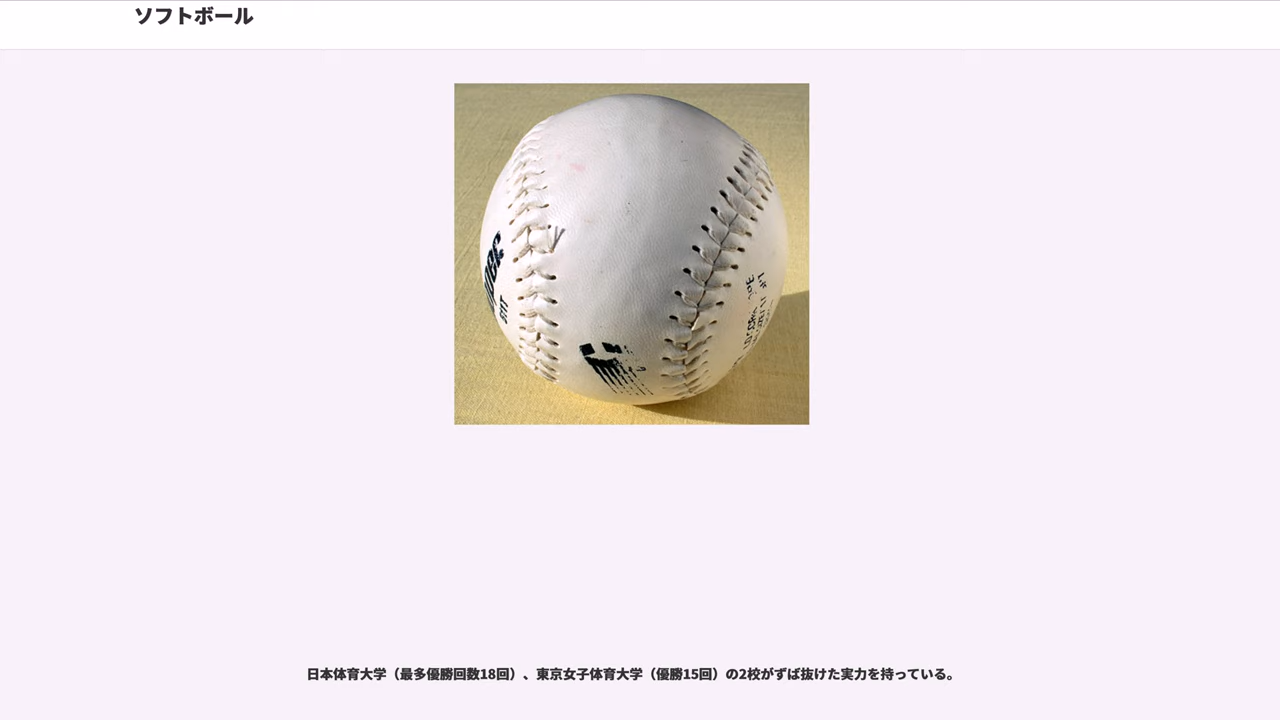 ソフトボール
日本体育大学（最多優勝回数18回）、東京女子体育大学（優勝15回）の2校がずば抜けた実力を持っている。